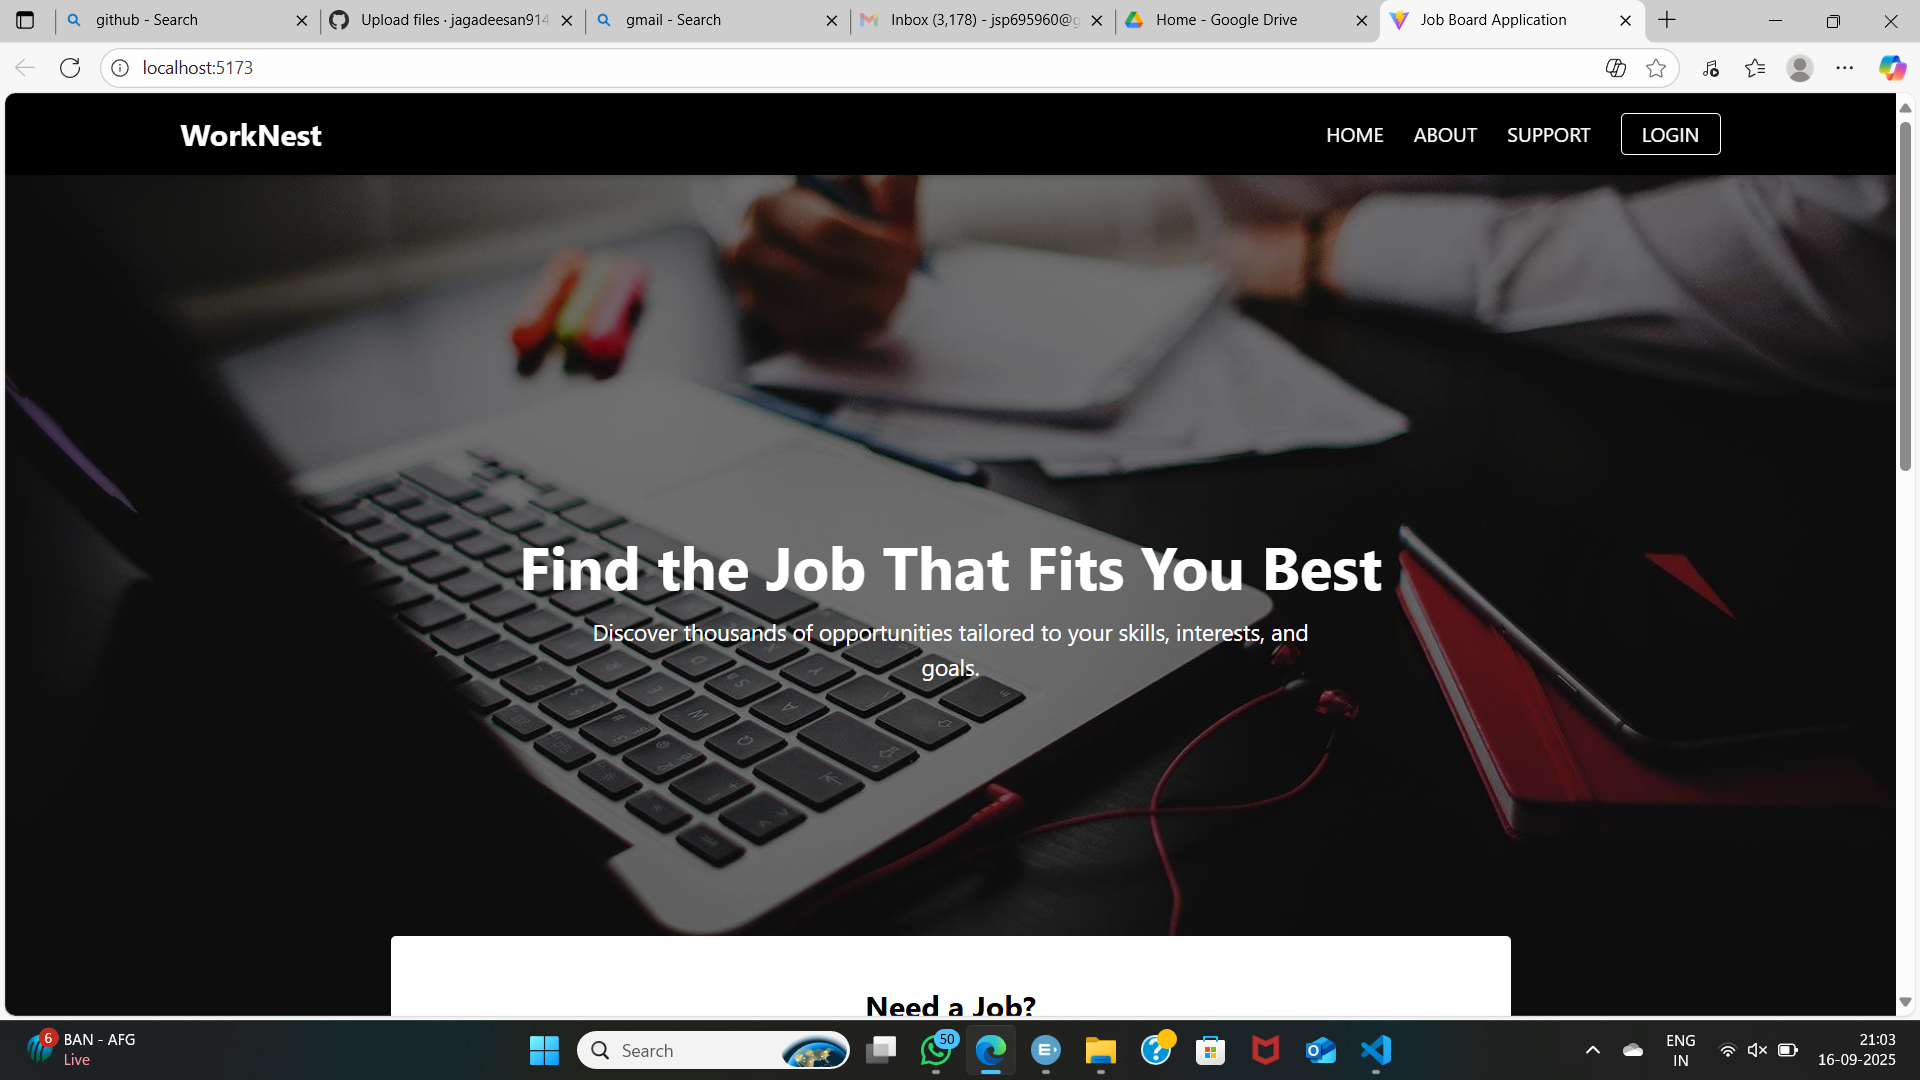 github - Search
Upload files · jagadeesan914
gmail - Search
Inbox (3,178) - jsp695960@g
Home - Google Drive
Job Board Application
localhost:5173
WorkNest
HOME
ABOUT
SUPPORT
LOGIN
Find the Job That Fits You Best
Discover thousands of opportunities tailored to your skills, interests, and
goals.
Need a Job?
6
BAN - AFG
Live
Search
50
ENG
IN
21:03
16-09-2025